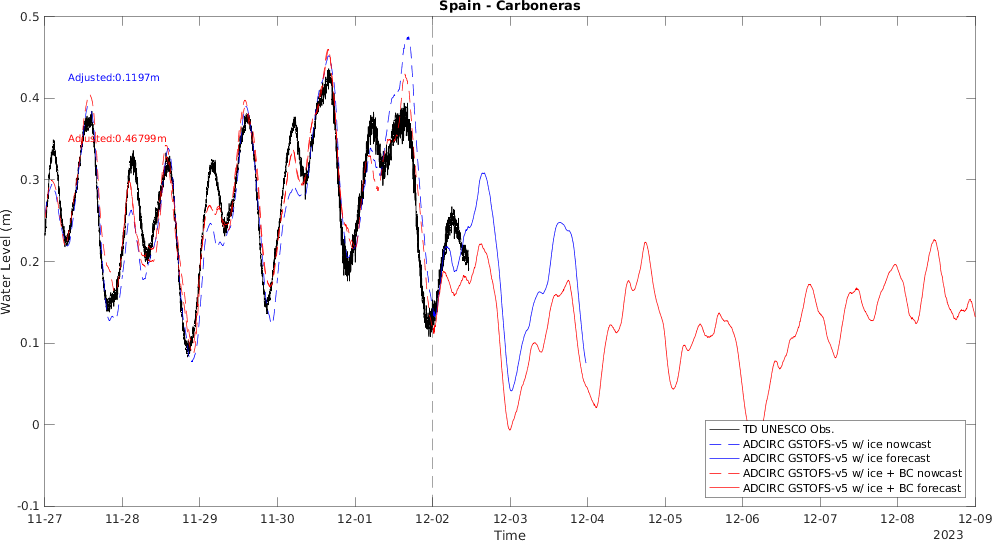 Spain - Carboneras
0.5
0.4
0.3
0.2
0.1
0
-0.1
Water Level (m)
Adjusted:0.1197m
Adjusted:0.46799m
TD UNESCO Obs.
ADCIRC GSTOFS-v5 w/ ice nowcast
ADCIRC GSTOFS-v5 w/ ice forecast
ADCIRC GSTOFS-v5 w/ ice + BC nowcast
ADCIRC GSTOFS-v5 w/ ice + BC forecast
11-27 11-28 11-29 11-30 12-01 12-02 12-03 12-04 12-05 12-06 12-07 12-08 12-09
Time
2023